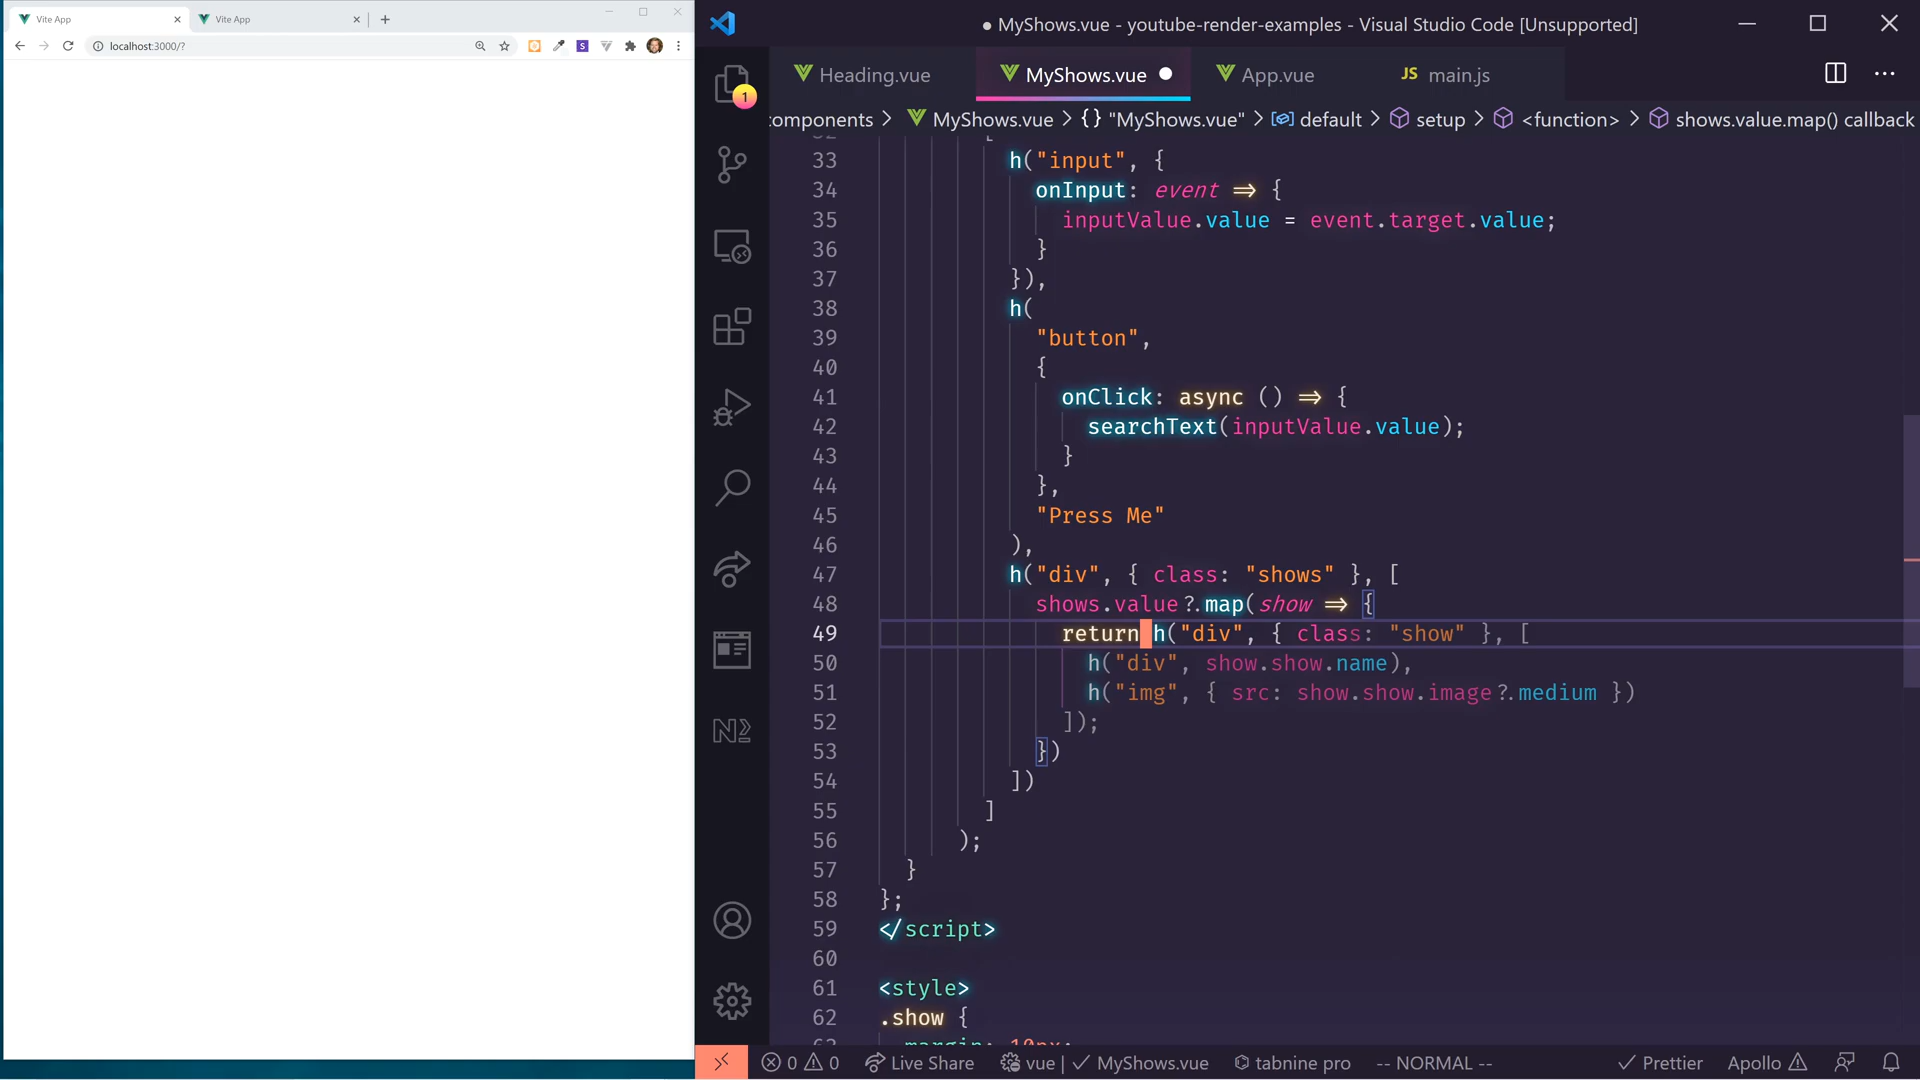 Vite App
Vite App
localhost:3000/?
MyShows.vue - youtube-render-examples - Visual Studio Code [Unsupported]
1
Heading.vue
MyShows.vue
App.vue
JS main.js
omponents > MyShows.vue > {} "MyShows.vue" > default > setup > <function> > shows.value.map() callback
33 h("input", {
34 onInput: event => {
35 inputValue.value = event.target.value;
36 }
37 }),
38 h(
39 "button",
40 {
41 onClick: async () => {
42 searchText(inputValue.value);
43 }
44 },
45 "Press Me"
46 ),
47 h("div", { class: "shows" }, [
48 shows.value?.map(show => {
49 return h("div", { class: "show" }, [
50 h("div", show.show.name),
51 h("img", { src: show.show.image?.medium })
52 ]);
53 })
54 ])
55 ]
56 );
57 }
58 };
59 </script>
60
61 <style>
62 .show {
margin: 10px;
0 0 Live Share vue | MyShows.vue tabnine pro -- NORMAL -- Prettier Apollo